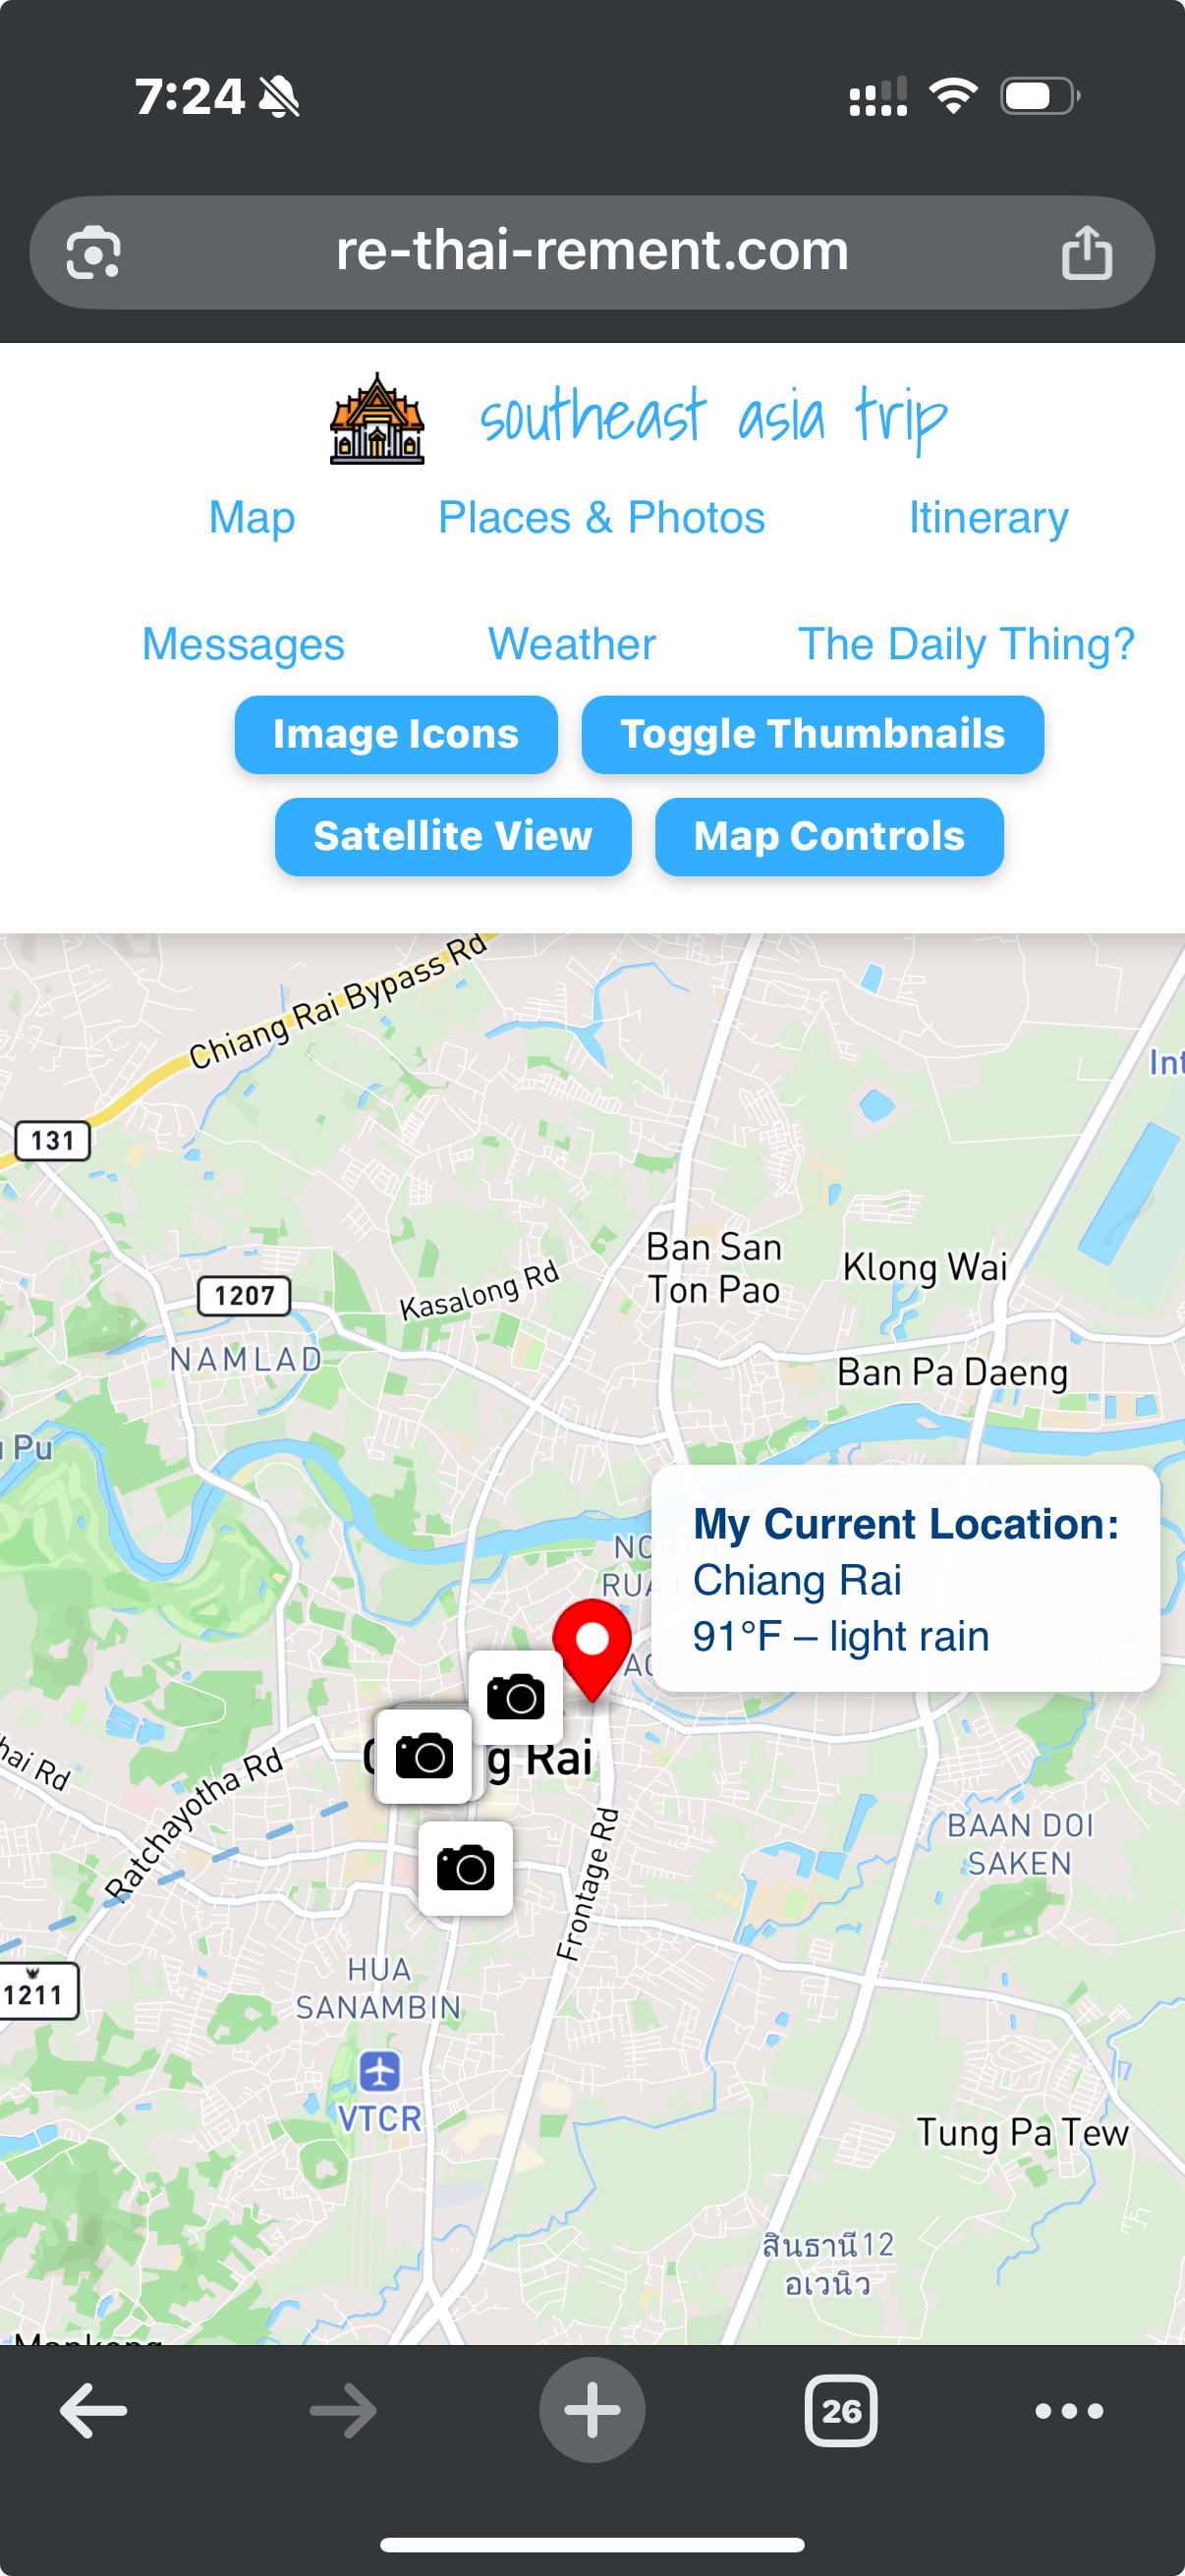 7:24
re-thai-rement.com
southeast asia trip
Map Places & Photos Itinerary
Messages Weather The Daily Thing?
Image Icons Toggle Thumbnails
Satellite View Map Controls
Chiang Rai Bypass Rd
Int
131
Ban San
Ton Pao
Klong Wai
1207
Kasalong Rd
NAMLAD
Ban Pa Daeng
Pu
My Current Location:
Chiang Rai
91°F – light rain
NORTH
RUA
g Rai
hai Rd
Ratchayotha Rd
Frontage Rd
BAAN DOI
SAKEN
HUA
SANAMBIN
1211
VTCR
Tung Pa Tew
สินธานี12
อเวนิว
26